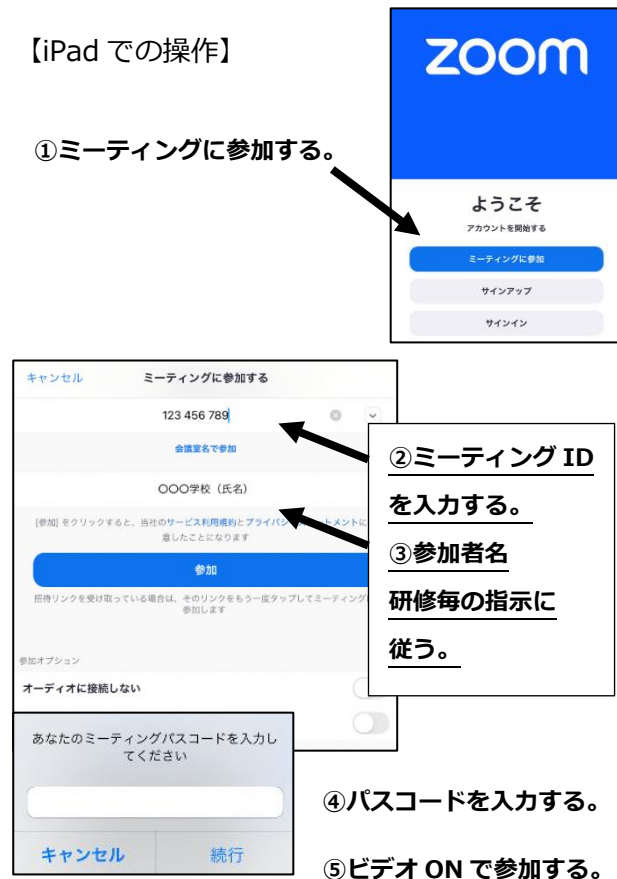 【iPad での操作】
zoom
①ミーティングに参加する。
ようこそ
アカウントを開始する
ミーティングに参加
サインアップ
サインイン
キャンセル ミーティングに参加する
123 456 789
会議室名で参加
〇〇〇学校（氏名）
[参加] をクリックすると、当社のサービス利用規約とプライバシ トメントに
意したことになります
参加
招待リンクを受け取っている場合は、そのリンクをもう一度タップしてミーティング
参加します
参加オプション
オーディオに接続しない
②ミーティング ID
を入力する。
③参加者名
研修毎の指示に
従う。
あなたのミーティングパスコードを入力し
てください
キャンセル 続行
④パスコードを入力する。
⑤ビデオ ON で参加する。